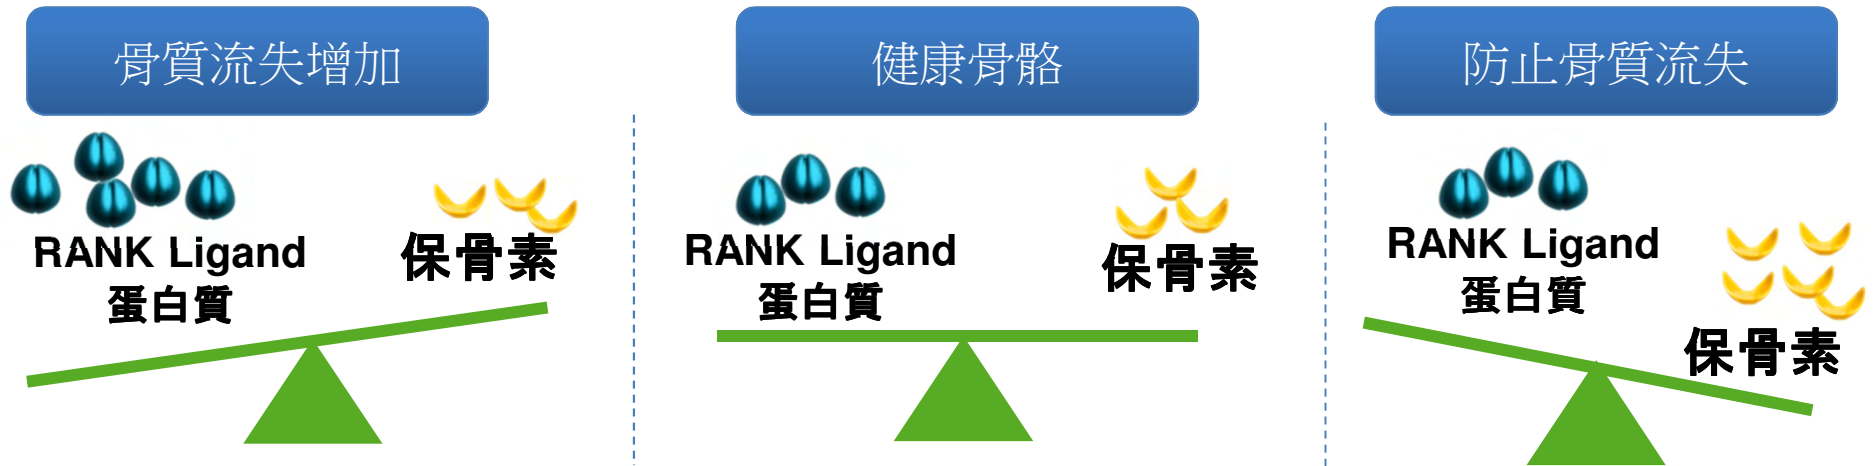 骨質流失增加
RANK Ligand
蛋白質
保骨素
健康骨骼
RANK Ligand
蛋白質
保骨素
防止骨質流失
RANK Ligand
蛋白質
保骨素